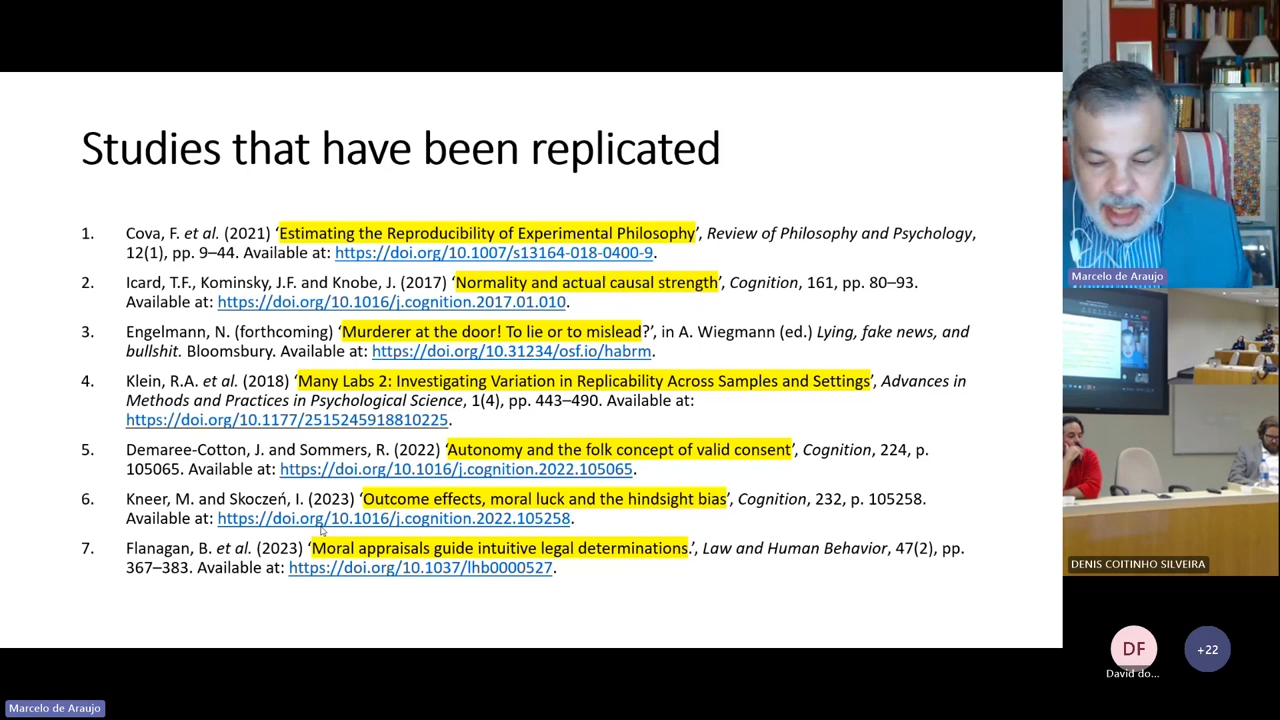 Studies that have been replicated
1. Cova, F. et al. (2021) ‘Estimating the Reproducibility of Experimental Philosophy’, Review of Philosophy and Psychology,
12(1), pp. 9–44. Available at: https://doi.org/10.1007/s13164-018-0400-9.
2. Icard, T.F., Kominsky, J.F. and Knobe, J. (2017) ‘Normality and actual causal strength’, Cognition, 161, pp. 80–93.
Available at: https://doi.org/10.1016/j.cognition.2017.01.010.
3. Engelmann, N. (forthcoming) ‘Murderer at the door! To lie or to mislead?’, in A. Wiegmann (ed.) Lying, fake news, and
bullshit. Bloomsbury. Available at: https://doi.org/10.31234/osf.io/habrm.
4. Klein, R.A. et al. (2018) ‘Many Labs 2: Investigating Variation in Replicability Across Samples and Settings’, Advances in
Methods and Practices in Psychological Science, 1(4), pp. 443–490. Available at:
https://doi.org/10.1177/2515245918810225.
5. Demaree-Cotton, J. and Sommers, R. (2022) ‘Autonomy and the folk concept of valid consent’, Cognition, 224, p.
105065. Available at: https://doi.org/10.1016/j.cognition.2022.105065.
6. Kneer, M. and Skoczeń, I. (2023) ‘Outcome effects, moral luck and the hindsight bias’, Cognition, 232, p. 105258.
Available at: https://doi.org/10.1016/j.cognition.2022.105258.
7. Flanagan, B. et al. (2023) ‘Moral appraisals guide intuitive legal determinations.’, Law and Human Behavior, 47(2), pp.
367–383. Available at: https://doi.org/10.1037/lhb0000527.
Marcelo de Araujo
DENIS COITINHO SILVEIRA
DF
David do...
+22
Marcelo de Araujo